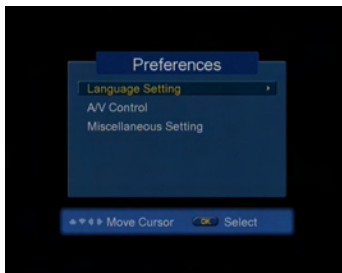 Preferences
Language Setting
A/V Control
Miscellaneous Setting
Move Cursor OK Select